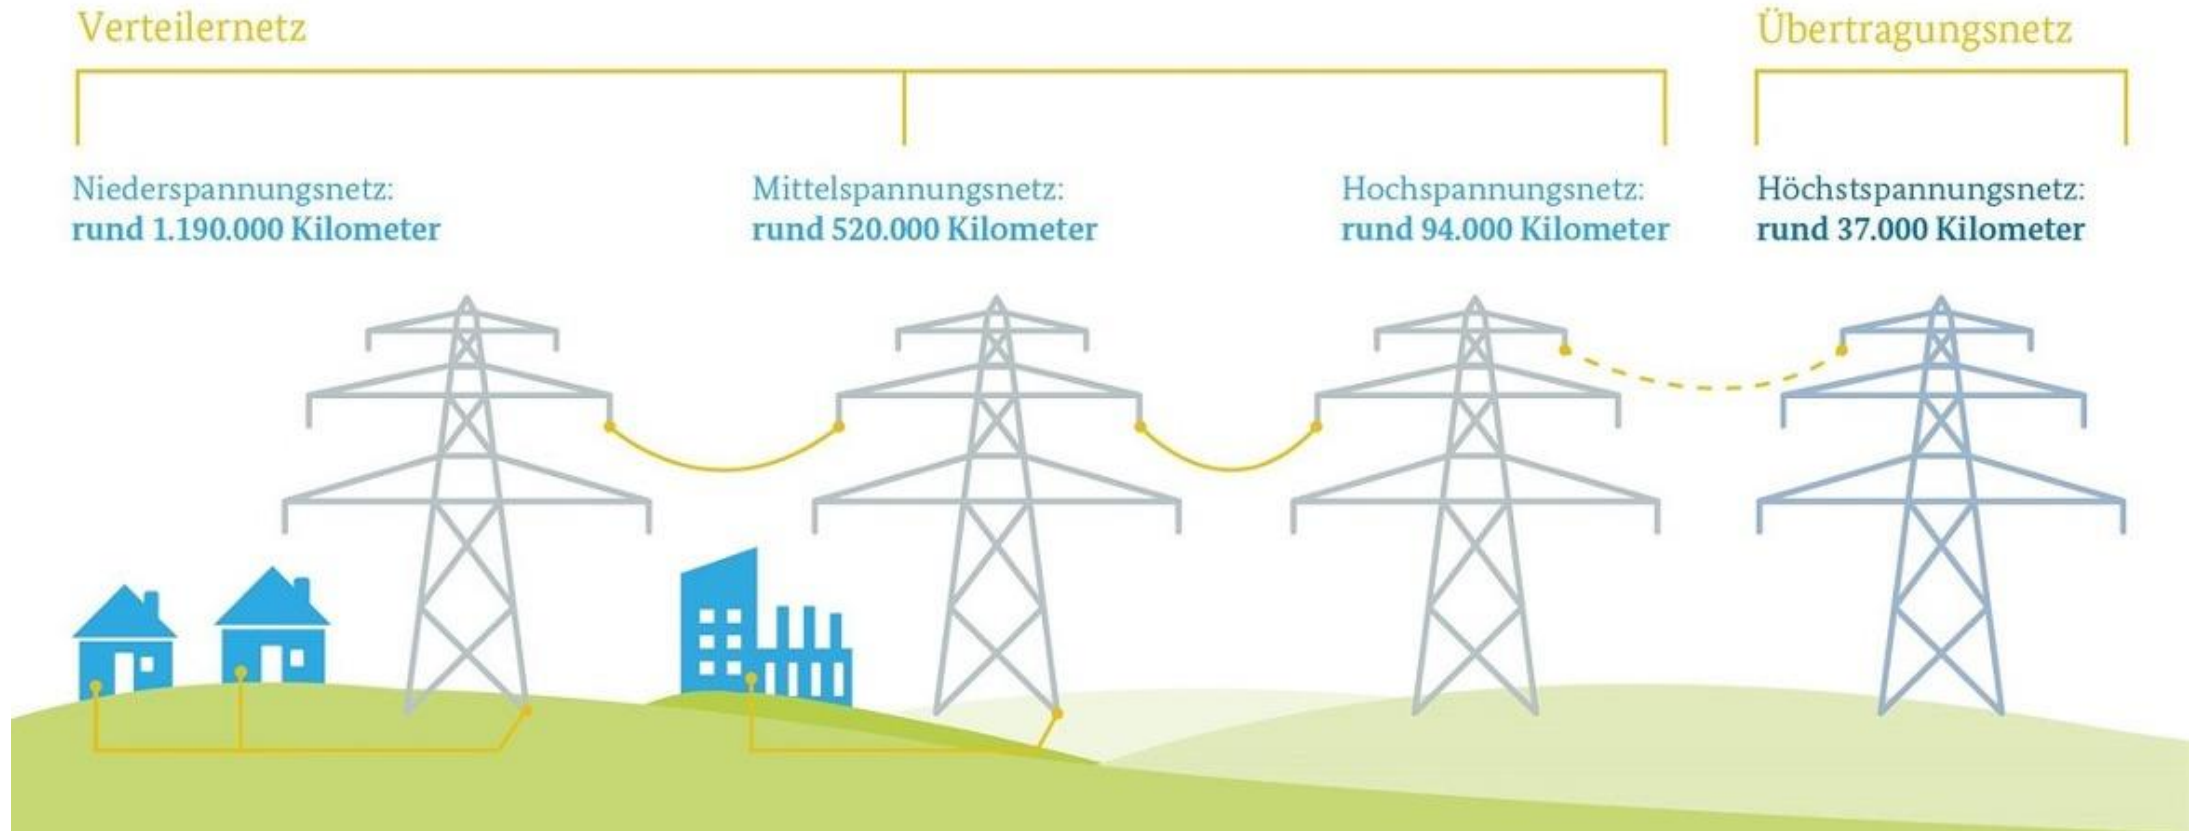 Verteilernetz
Übertragungsnetz
Niederspannungsnetz:
rund 1.190.000 Kilometer
Mittelspannungsnetz:
rund 520.000 Kilometer
Hochspannungsnetz:
rund 94.000 Kilometer
Höchstspannungsnetz:
rund 37.000 Kilometer